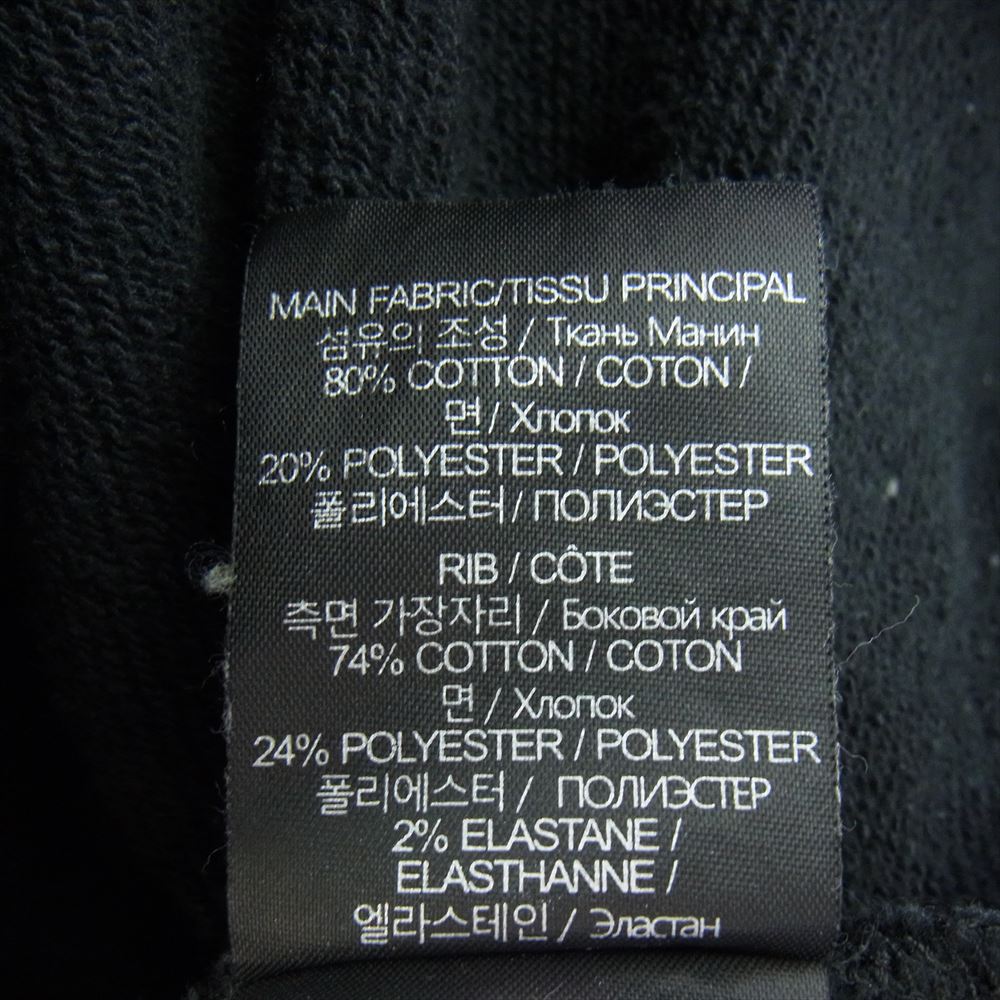 MAIN FABRIC/TISSU PRINCIPAL
섬유의 조성 / Ткань Манин
80% COTTON / COTON /
면 / Хлопок
20% POLYESTER / POLYESTER
폴리에스터 / ПОЛИЭСТЕР
RIB / CÔTE
측면 가장자리 / Боковой край
74% COTTON / COTON
면 / Хлопок
24% POLYESTER / POLYESTER
폴리에스터 / ПОЛИЭСТЕР
2% ELASTANE /
ELASTHANNE /
엘라스테인 / Эластан